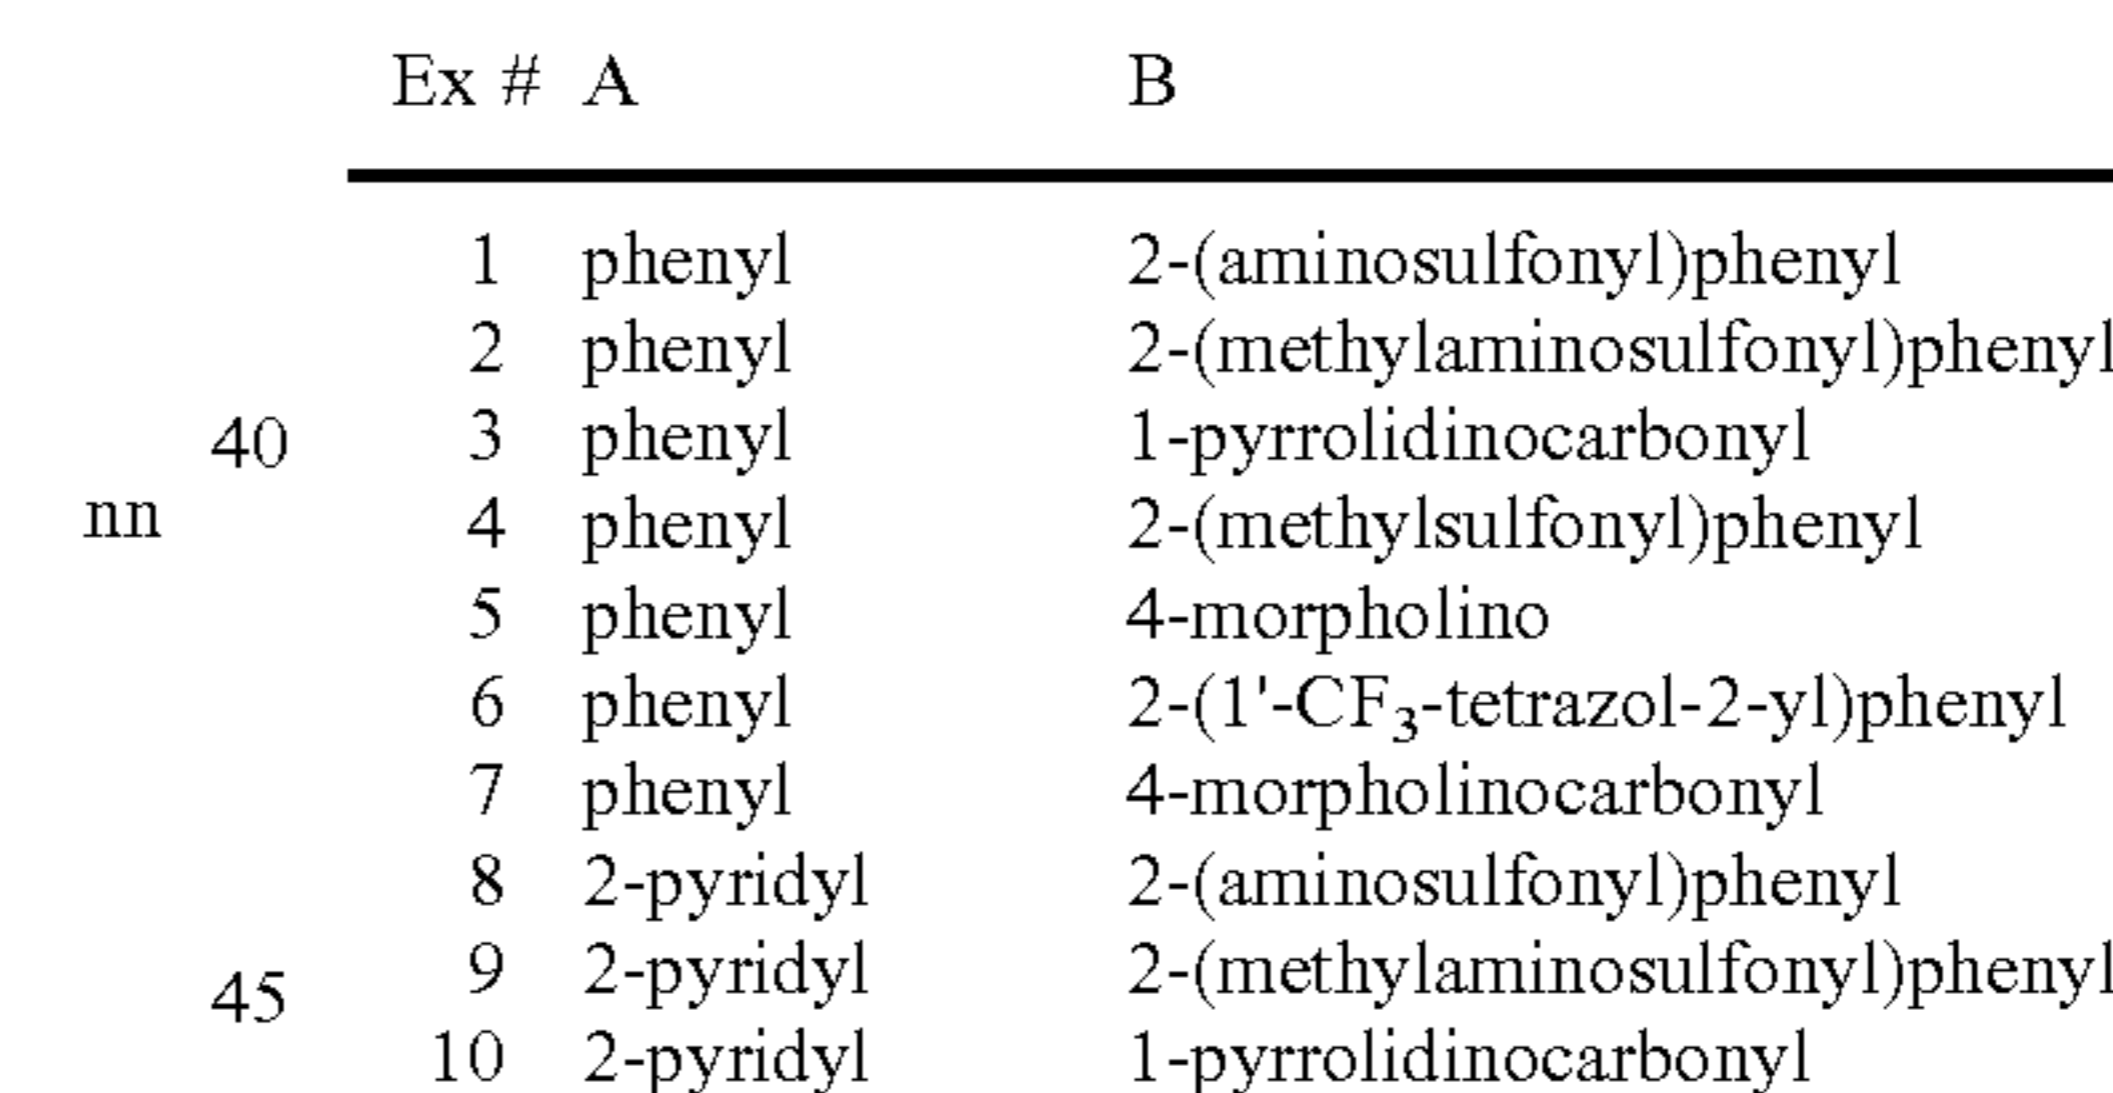 Ex # A B
1 phenyl 2-(aminosulfonyl)phenyl
2 phenyl 2-(methylaminosulfonyl)phenyl
40 3 phenyl 1-pyrrolidinocarbonyl
nn 4 phenyl 2-(methylsulfonyl)phenyl
5 phenyl 4-morpholino
6 phenyl 2-(1'-CF₃-tetrazol-2-yl)phenyl
7 phenyl 4-morpholinocarbonyl
8 2-pyridyl 2-(aminosulfonyl)phenyl
45 9 2-pyridyl 2-(methylaminosulfonyl)phenyl
10 2-pyridyl 1-pyrrolidinocarbonyl